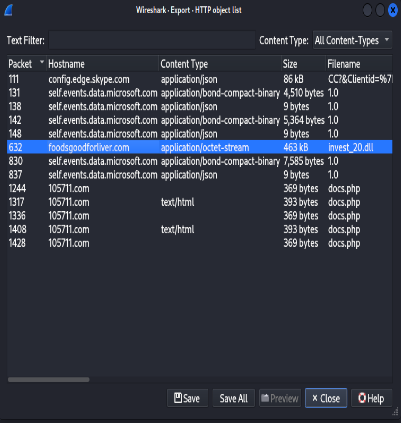 Wireshark · Export · HTTP object list
Text Filter: Content Type: All Content-Types
Packet Hostname Content Type Size Filename
111 config.edge.skype.com application/json 86 kB CC?&Clientid=%7
131 self.events.data.microsoft.com application/bond-compact-binary 4,510 bytes 1.0
138 self.events.data.microsoft.com application/json 9 bytes 1.0
142 self.events.data.microsoft.com application/bond-compact-binary 5,364 bytes 1.0
148 self.events.data.microsoft.com application/json 9 bytes 1.0
632 foodsgoodforliver.com application/octet-stream 463 kB invest_20.dll
830 self.events.data.microsoft.com application/bond-compact-binary 7,585 bytes 1.0
837 self.events.data.microsoft.com application/json 9 bytes 1.0
1244 105711.com 369 bytes docs.php
1317 105711.com text/html 393 bytes docs.php
1336 105711.com 369 bytes docs.php
1408 105711.com text/html 393 bytes docs.php
1428 105711.com 369 bytes docs.php
Save Save All Preview Close Help